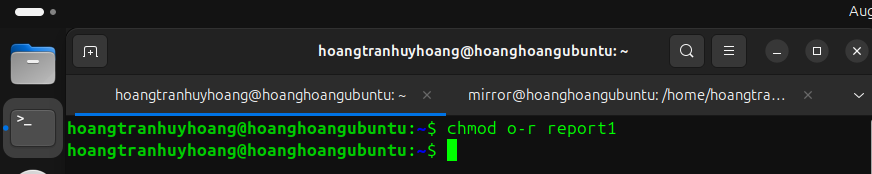 Aug
hoangtranhuyhoang@hoanghoangubuntu: ~
hoangtranhuyhoang@hoanghoangubuntu: ~
mirror@hoanghoangubuntu: /home/hoangtra…
>_
hoangtranhuyhoang@hoanghoangubuntu:~$ chmod o-r report1
hoangtranhuyhoang@hoanghoangubuntu:~$